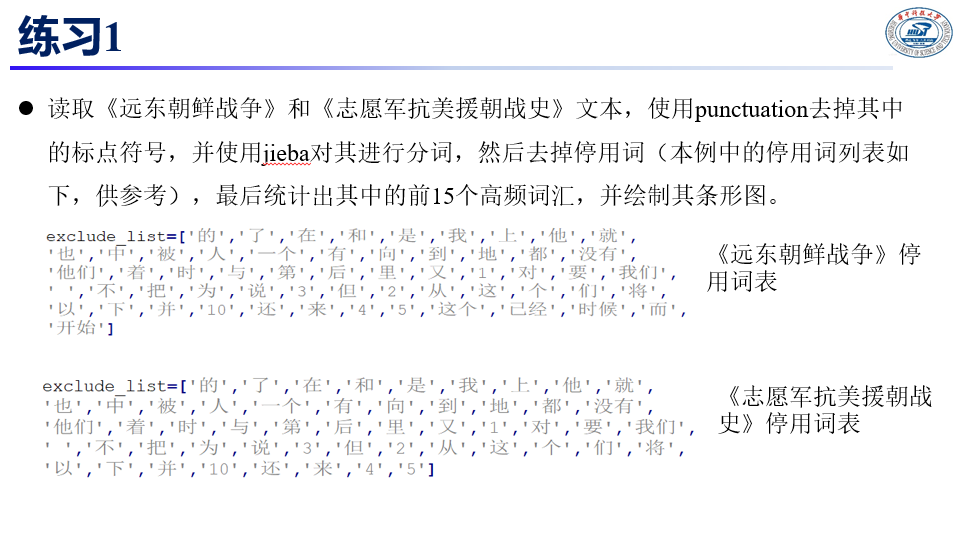 练习1
● 读取《远东朝鲜战争》和《志愿军抗美援朝战史》文本，使用punctuation去掉其中
的标点符号，并使用jieba对其进行分词，然后去掉停用词（本例中的停用词列表如
下，供参考），最后统计出其中的前15个高频词汇，并绘制其条形图。
exclude_list=['的','了','在','和','是','我','上','他','就',
'也','中','被','人','一个','有','向','到','地','都','没有',
'他们','着','时','与','第','后','里','又','1','对','要','我们',
' ','不','把','为','说','3','但','2','从','这','个','们','将',
'以','下','并','10','还','来','4','5','这个','已经','时候','而',
'开始']
《远东朝鲜战争》停
用词表
exclude_list=['的','了','在','和','是','我','上','他','就',
'也','中','被','人','一个','有','向','到','地','都','没有',
'他们','着','时','与','第','后','里','又','1','对','要','我们',
' ','不','把','为','说','3','但','2','从','这','个','们','将',
'以','下','并','10','还','来','4','5']
《志愿军抗美援朝战
史》停用词表